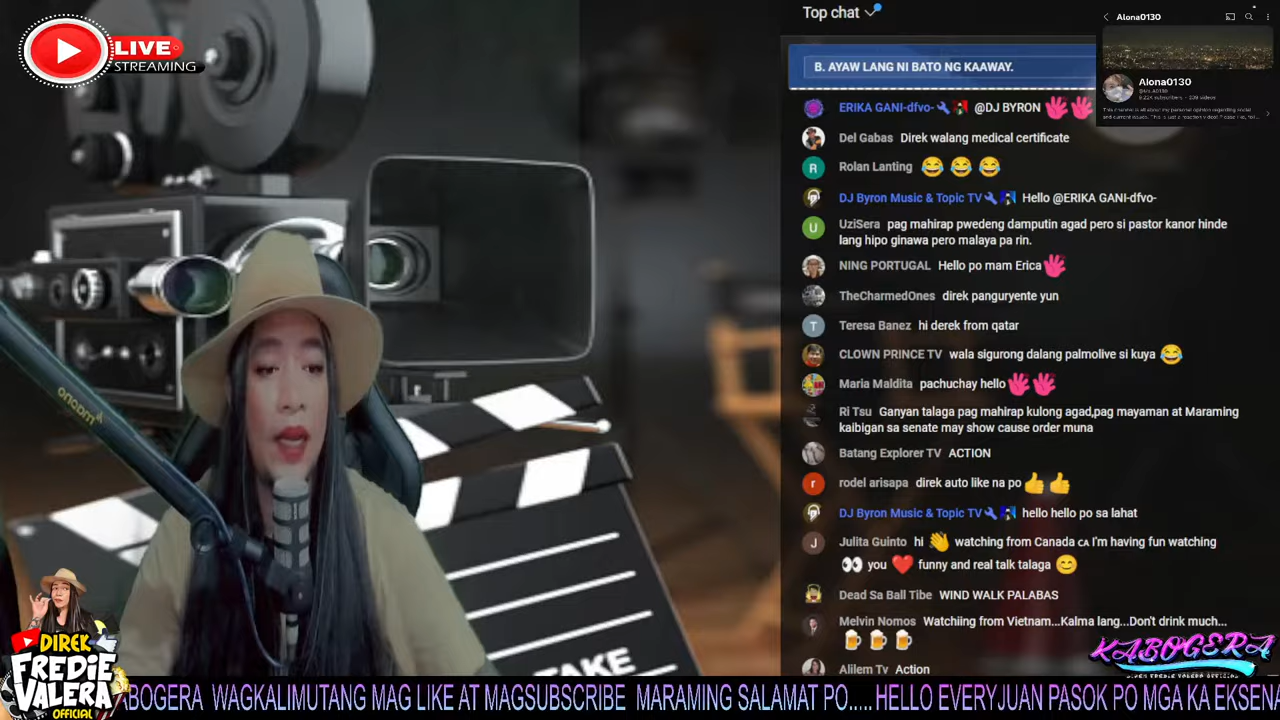 LIVE
STREAMING
Top chat
Alona0130
B. AYAW LANG NI BATO NG KAAWAY.
Alona0130
ERIKA GANI-dfvo- @DJ BYRON
Del Gabas Direk walang medical certificate
Rolan Lanting 😂 😂 😂
DJ Byron Music & Topic TV Hello @ERIKA GANI-dfvo-
U UziSera pag mahirap pwedeng damputin agad pero si pastor kanor hinde
lang hipo ginawa pero malaya pa rin.
NING PORTUGAL Hello po mam Erica
TheCharmedOnes direk panguryente yun
T Teresa Banez hi derek from qatar
CLOWN PRINCE TV wala sigurong dalang palmolive si kuya 😂
Maria Maldita pachuchay hello
Ri Tsu Ganyan talaga pag mahirap kulong agad,pag mayaman at Maraming
kaibigan sa senate may show cause order muna
Batang Explorer TV ACTION
r rodel arisapa direk auto like na po 👍 👍
DJ Byron Music & Topic TV hello hello po sa lahat
J Julita Guinto hi 👋 watching from Canada ᴄᴀ I'm having fun watching
👀 you ❤️ funny and real talk talaga 😊
Dead Sa Ball Tibe WIND WALK PALABAS
Melvin Nomos Watchiing from Vietnam...Kalma lang...Don't drink much...
🍺 🍺 🍺
Alilem Tv Action
onaam
TAKE
DIREK
FREDIE
VALERA
OFFICIAL
KABOGERA
DIREK FREDIE VALERA OFFICIAL
ABOGERA WAGKALIMUTANG MAG LIKE AT MAGSUBSCRIBE MARAMING SALAMAT PO..... HELLO EVERYJUAN PASOK PO MGA KA EKSENA